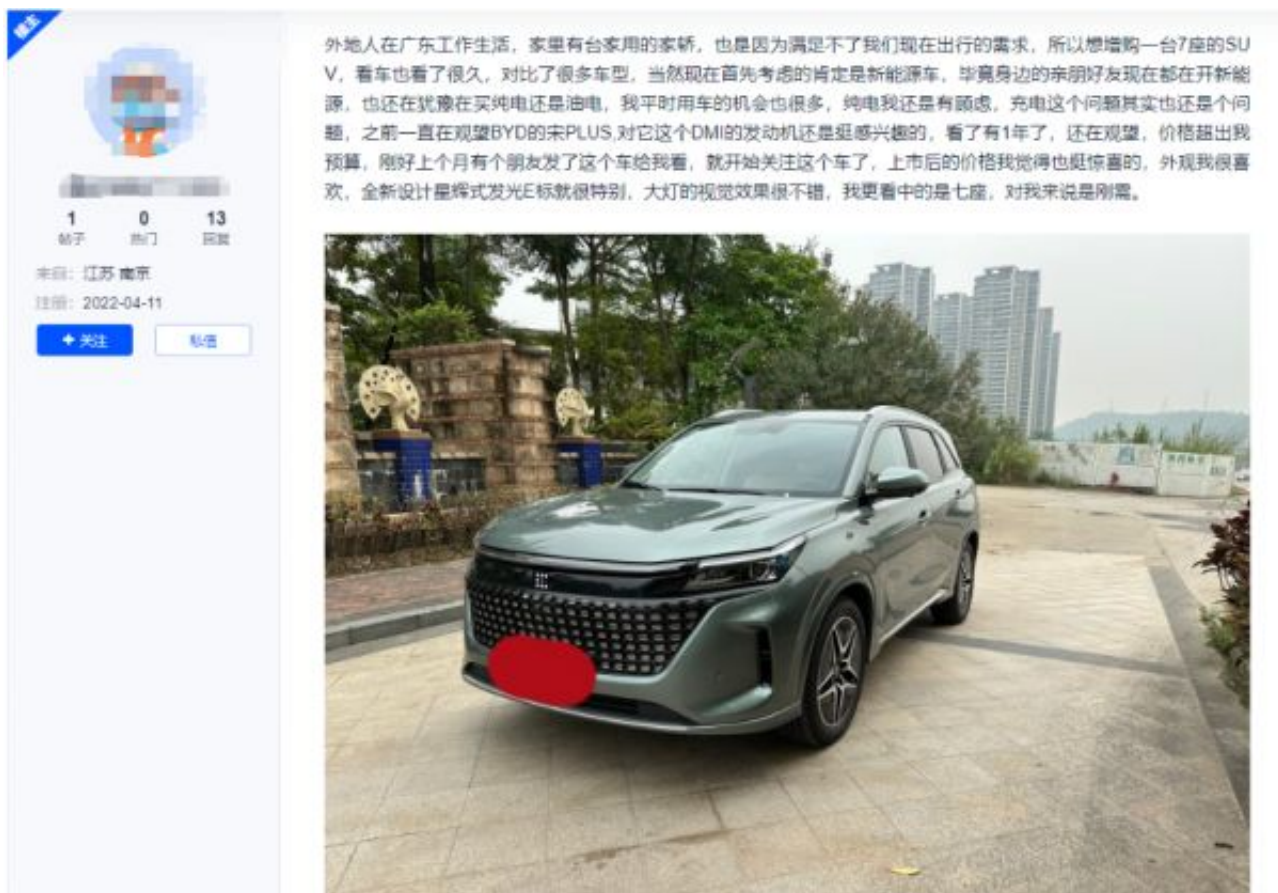 楼主
1 0 13
帖子 热门 回复
来自：江苏 南京
注册：2022-04-11
+ 关注 私信
外地人在广东工作生活，家里有台家用的家轿，也是因为满足不了我们现在出行的需求，所以想增购一台7座的SU
V，看车也看了很久，对比了很多车型，当然现在首先考虑的肯定是新能源车，毕竟身边的亲朋好友现在都在开新能
源，也还在犹豫在买纯电还是油电，我平时用车的机会也很多，纯电我还是有顾虑，充电这个问题其实也还是个问
题，之前一直在观望BYD的宋PLUS,对它这个DMI的发动机还是挺感兴趣的，看了有1年了，还在观望，价格超出我
预算，刚好上个月有个朋友发了这个车给我看，就开始关注这个车了，上市后的价格我觉得也挺惊喜的，外观我很喜
欢，全新设计星辉式发光E标就很特别，大灯的视觉效果很不错，我更看中的是七座，对我来说是刚需。